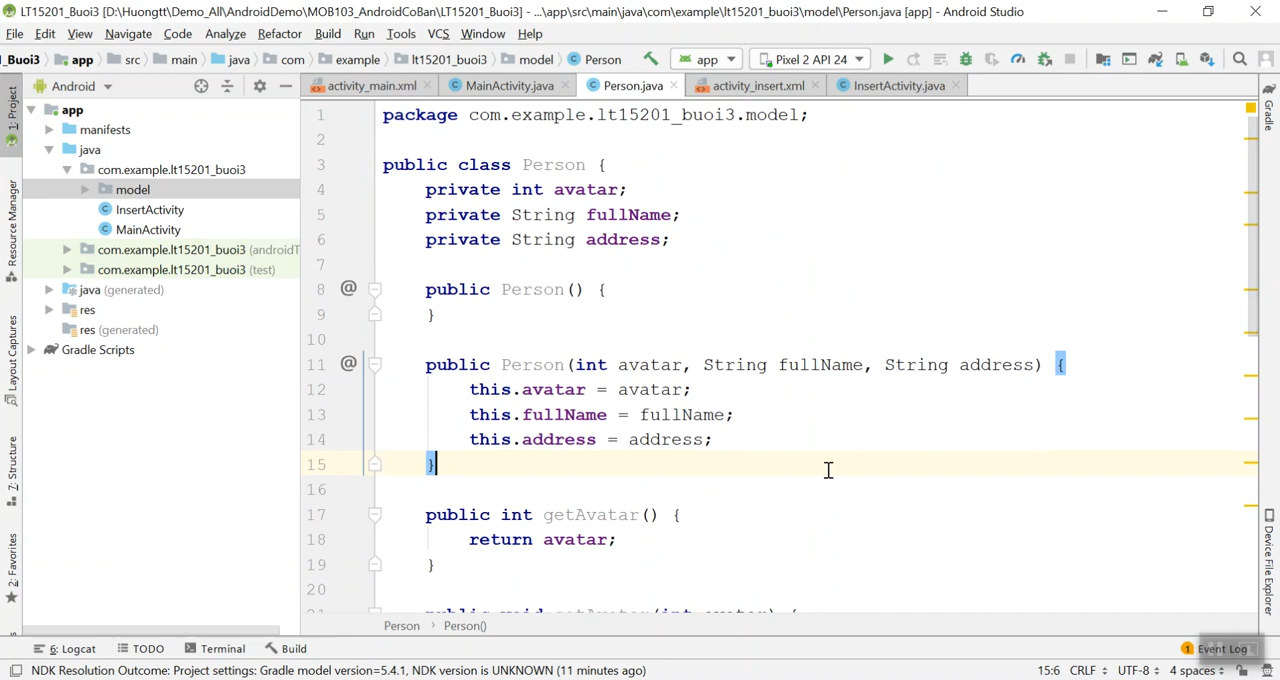 LT15201_Buoi3 [D:\Huongtt\Demo_All\AndroidDemo\MOB103_AndroidCoBan\LT15201_Buoi3] - ...\app\src\main\java\com\example\lt15201_buoi3\model\Person.java [app] - Android Studio
File Edit View Navigate Code Analyze Refactor Build Run Tools VCS Window Help
_Buoi3 app src main java com example lt15201_buoi3 model Person app Pixel 2 API 24
Android activity_main.xml MainActivity.java Person.java activity_insert.xml InsertActivity.java
1: Project
Resource Manager
Layout Captures
7: Structure
2: Favorites
app
manifests
java
com.example.lt15201_buoi3
model
InsertActivity
MainActivity
com.example.lt15201_buoi3 (androidT
com.example.lt15201_buoi3 (test)
java (generated)
res
res (generated)
Gradle Scripts
1 package com.example.lt15201_buoi3.model;
2
3 public class Person {
4 private int avatar;
5 private String fullName;
6 private String address;
7
8 @ public Person() {
9 }
10
11 @ public Person(int avatar, String fullName, String address) {
12 this.avatar = avatar;
13 this.fullName = fullName;
14 this.address = address;
15 }
16
17 public int getAvatar() {
18 return avatar;
19 }
20
21 public void setAvatar(int avatar) {
Person Person()
Gradle
Device File Explorer
6: Logcat TODO Terminal Build 1 Event Log
NDK Resolution Outcome: Project settings: Gradle model version=5.4.1, NDK version is UNKNOWN (11 minutes ago) 15:6 CRLF UTF-8 4 spaces